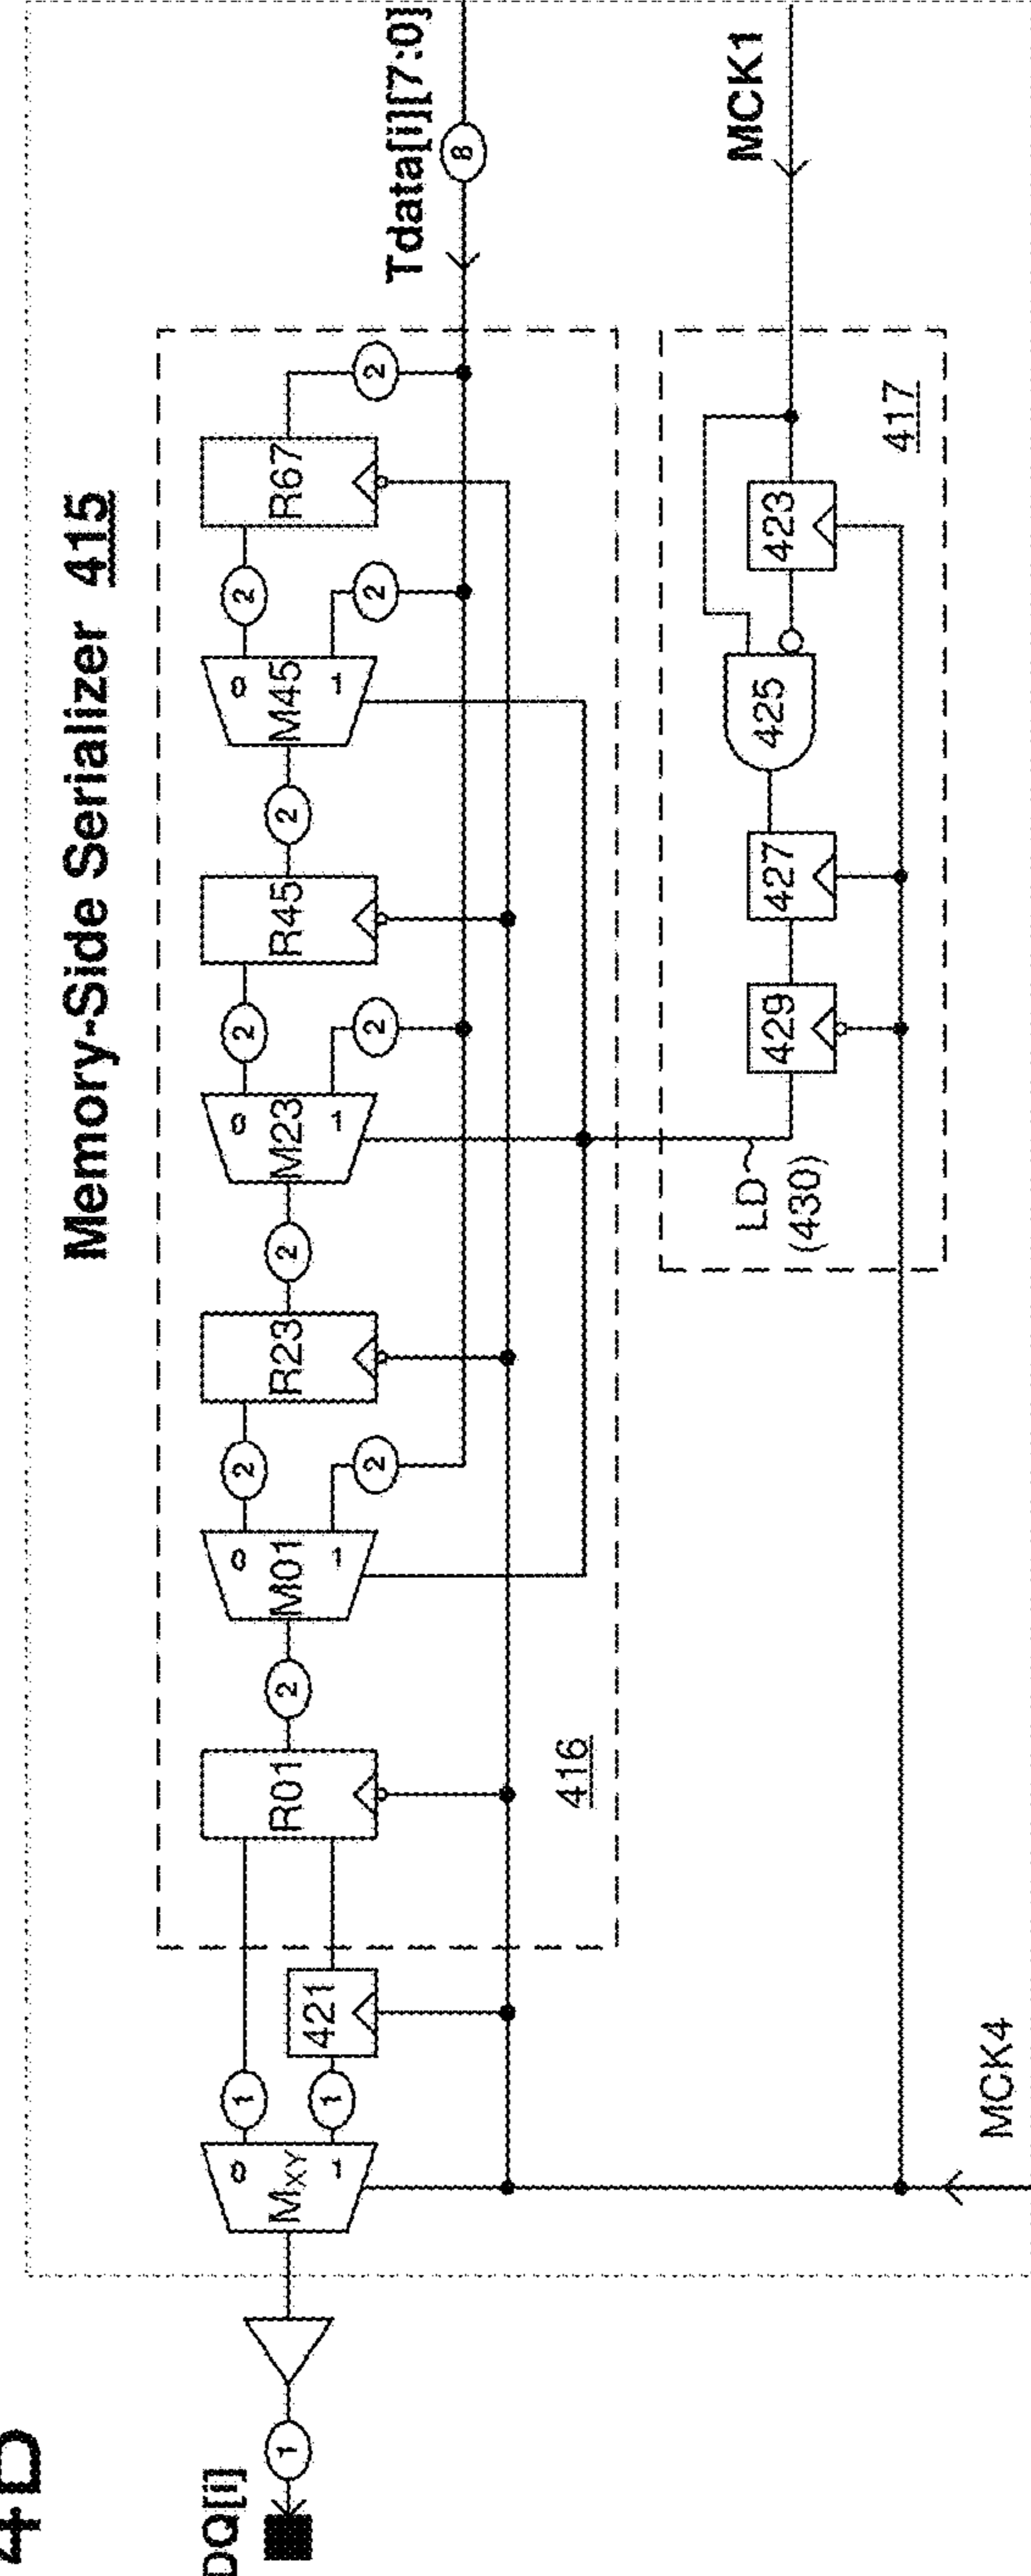 4D
Memory-Side Serializer 415
DQ[i]
1
MXY
0
1
1
1
421
R01
2
M01
0
1
2
2
R23
2
M23
0
1
2
2
R45
2
M45
0
1
2
2
R67
2
Tdata[i][7:0]
8
416
MCK4
LD
(430)
429
427
425
423
417
MCK1